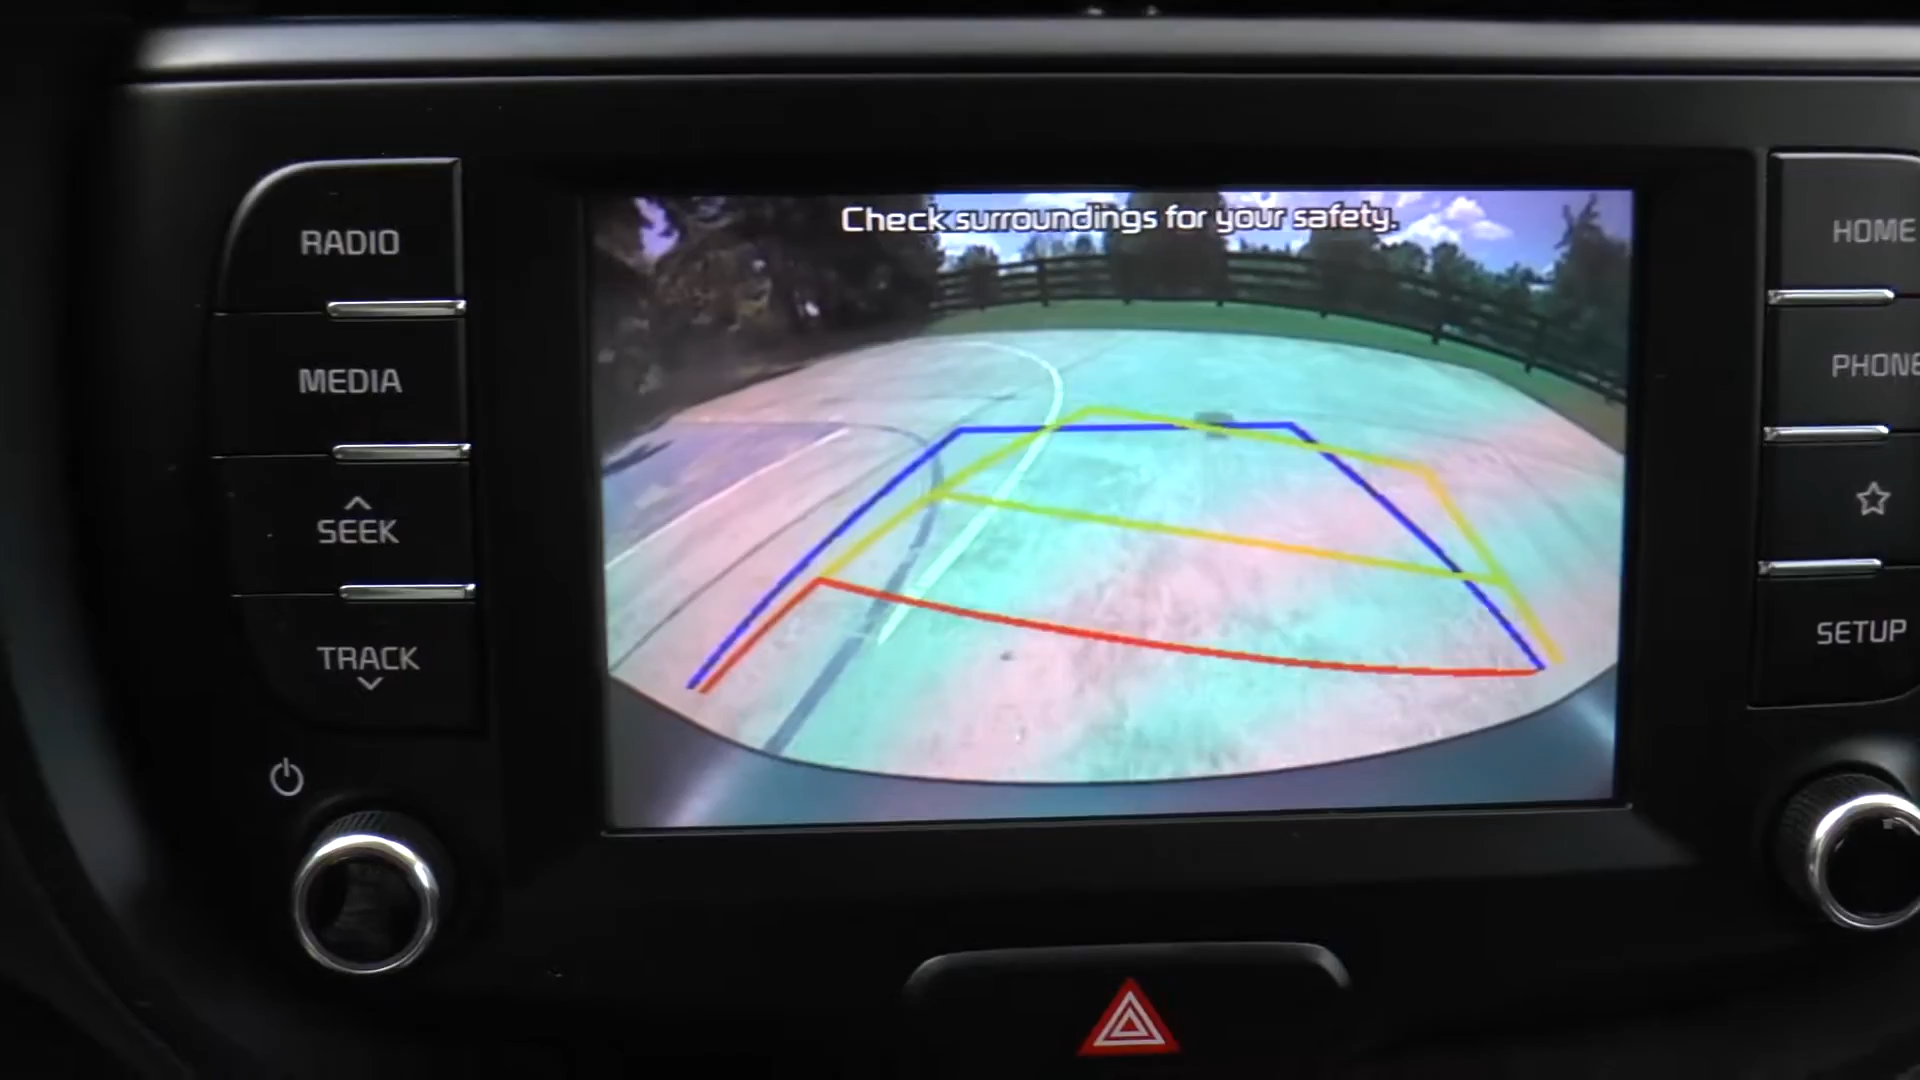 Check surroundings for your safety.
RADIO
MEDIA
SEEK
TRACK
HOME
PHONE
SETUP